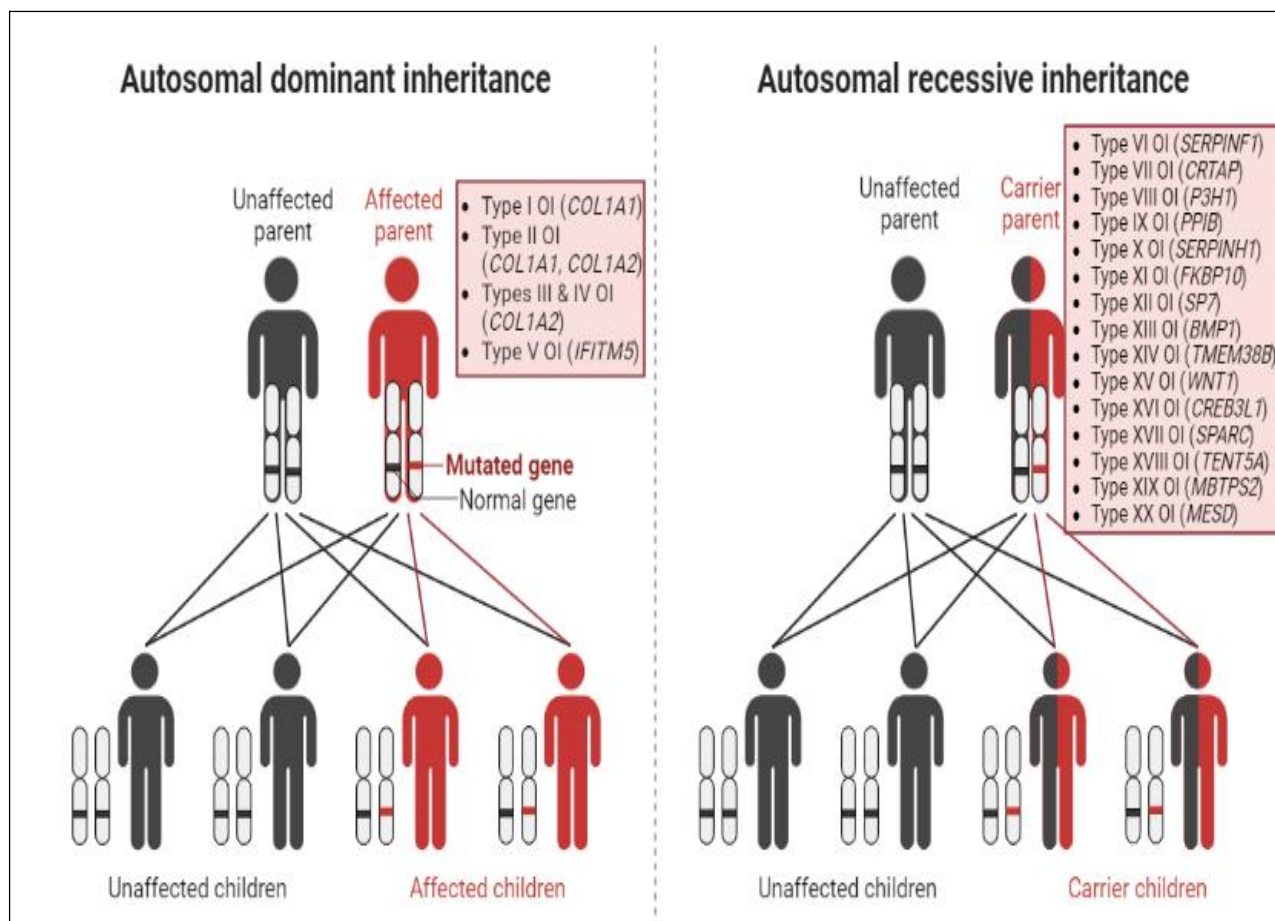 Autosomal dominant inheritance
Unaffected
parent
Affected
parent
• Type I OI (COL1A1)
• Type II OI
(COL1A1, COL1A2)
• Types III & IV OI
(COL1A2)
• Type V OI (IFITM5)
Mutated gene
Normal gene
Unaffected children
Affected children
Autosomal recessive inheritance
Unaffected
parent
Carrier
parent
• Type VI OI (SERPINF1)
• Type VII OI (CRTAP)
• Type VIII OI (P3H1)
• Type IX OI (PPIB)
• Type X OI (SERPINH1)
• Type XI OI (FKBP10)
• Type XII OI (SP7)
• Type XIII OI (BMP1)
• Type XIV OI (TMEM38B)
• Type XV OI (WNT1)
• Type XVI OI (CREB3L1)
• Type XVII OI (SPARC)
• Type XVIII OI (TENT5A)
• Type XIX OI (MBTPS2)
• Type XX OI (MESD)
Unaffected children
Carrier children